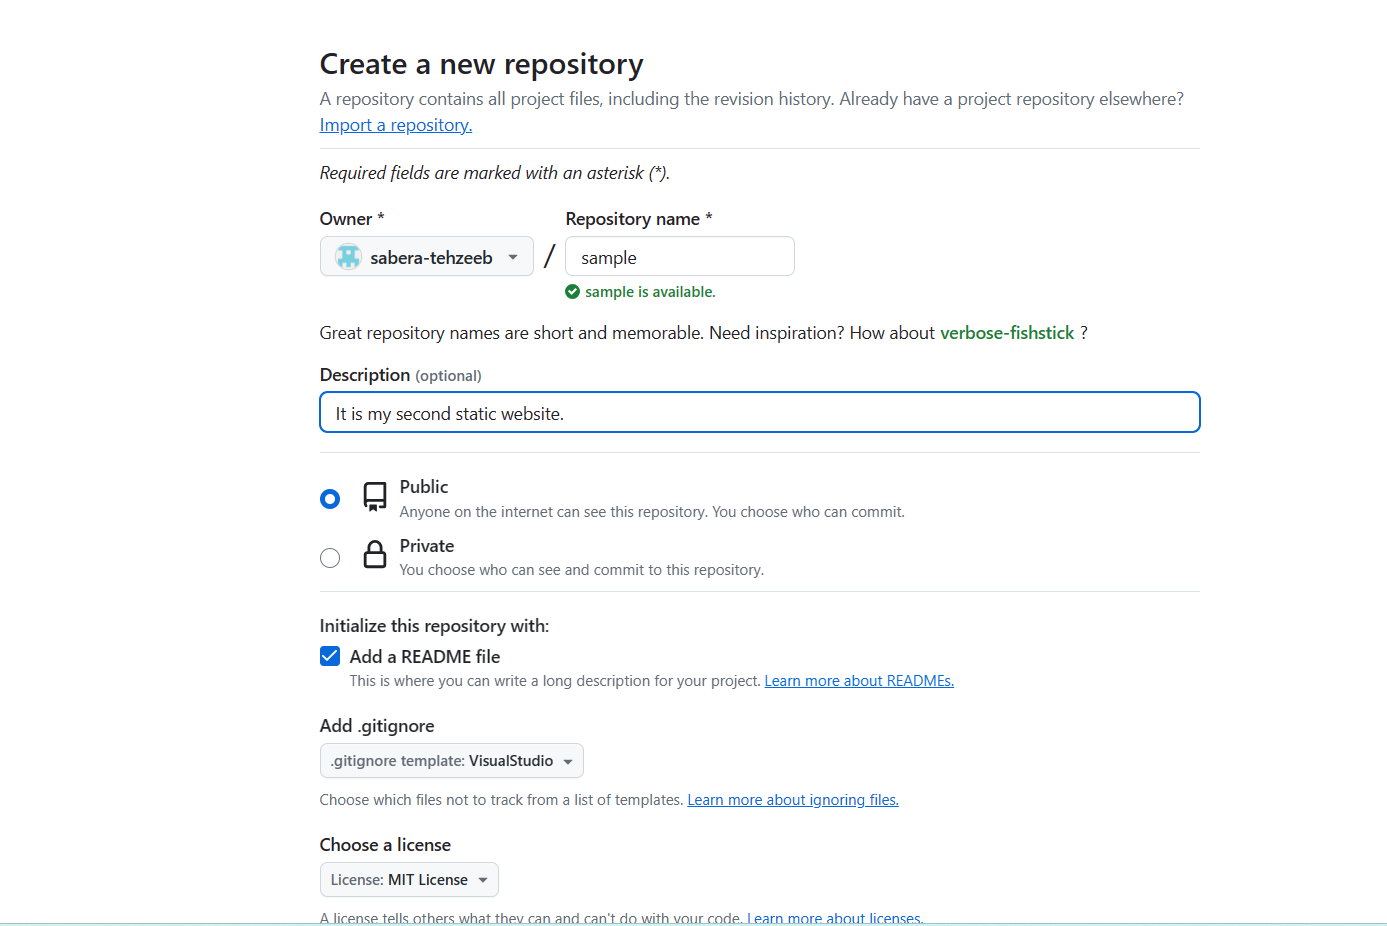 Create a new repository
A repository contains all project files, including the revision history. Already have a project repository elsewhere?
Import a repository.
Required fields are marked with an asterisk (*).
Owner * Repository name *
sabera-tehzeeb / sample
sample is available.
Great repository names are short and memorable. Need inspiration? How about verbose-fishstick ?
Description (optional)
It is my second static website.
Public
Anyone on the internet can see this repository. You choose who can commit.
Private
You choose who can see and commit to this repository.
Initialize this repository with:
Add a README file
This is where you can write a long description for your project. Learn more about READMEs.
Add .gitignore
.gitignore template: VisualStudio
Choose which files not to track from a list of templates. Learn more about ignoring files.
Choose a license
License: MIT License
A license tells others what they can and can't do with your code. Learn more about licenses.